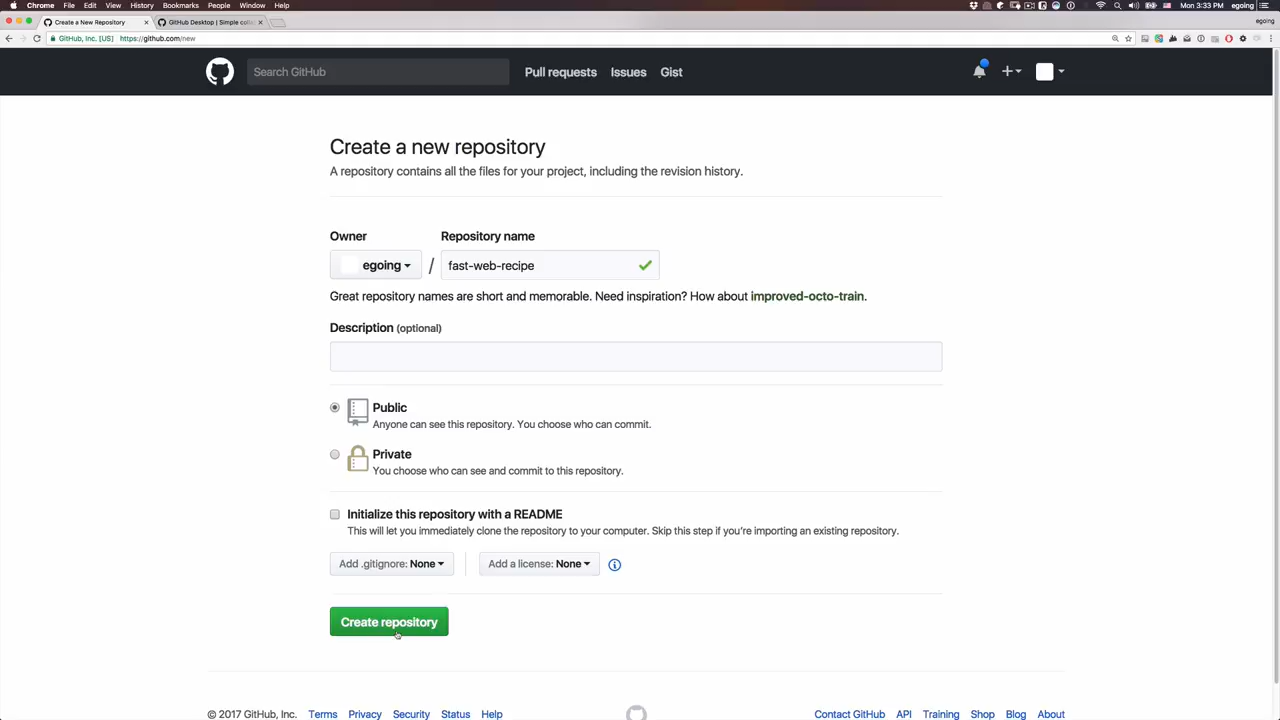 Chrome File Edit View History Bookmarks People Window Help Mon 3:33 PM egoing
Create a New Repository GitHub Desktop | Simple colla egoing
GitHub, Inc. [US] https://github.com/new
Search GitHub Pull requests Issues Gist
Create a new repository
A repository contains all the files for your project, including the revision history.
Owner Repository name
egoing / fast-web-recipe
Great repository names are short and memorable. Need inspiration? How about improved-octo-train.
Description (optional)
Public
Anyone can see this repository. You choose who can commit.
Private
You choose who can see and commit to this repository.
Initialize this repository with a README
This will let you immediately clone the repository to your computer. Skip this step if you're importing an existing repository.
Add .gitignore: None Add a license: None
Create repository
© 2017 GitHub, Inc. Terms Privacy Security Status Help Contact GitHub API Training Shop Blog About